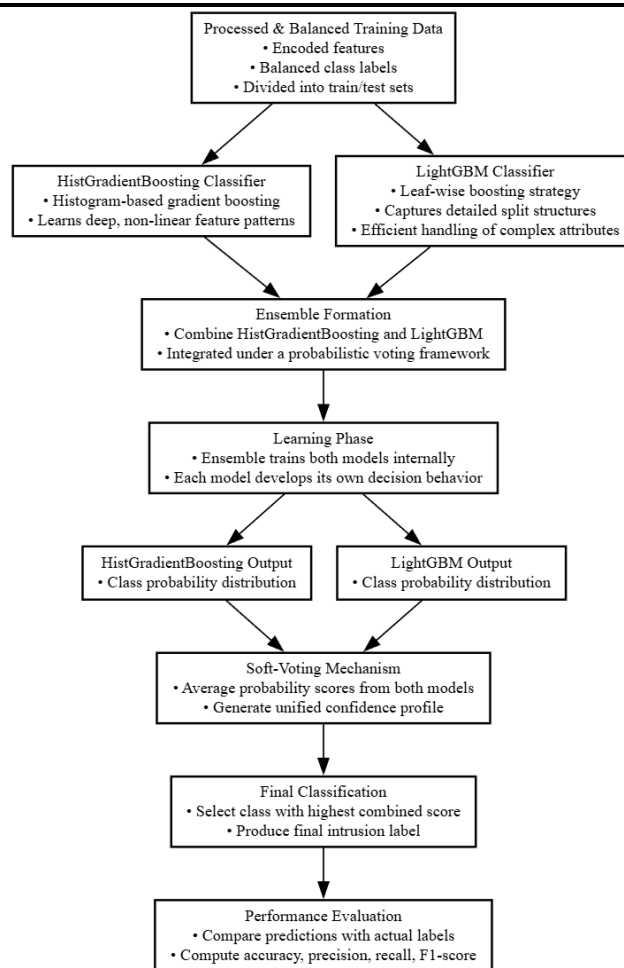 Processed & Balanced Training Data
• Encoded features
• Balanced class labels
• Divided into train/test sets
HistGradientBoosting Classifier
• Histogram-based gradient boosting
• Learns deep, non-linear feature patterns
LightGBM Classifier
• Leaf-wise boosting strategy
• Captures detailed split structures
• Efficient handling of complex attributes
Ensemble Formation
• Combine HistGradientBoosting and LightGBM
• Integrated under a probabilistic voting framework
Learning Phase
• Ensemble trains both models internally
• Each model develops its own decision behavior
HistGradientBoosting Output
• Class probability distribution
LightGBM Output
• Class probability distribution
Soft-Voting Mechanism
• Average probability scores from both models
• Generate unified confidence profile
Final Classification
• Select class with highest combined score
• Produce final intrusion label
Performance Evaluation
• Compare predictions with actual labels
• Compute accuracy, precision, recall, F1-score